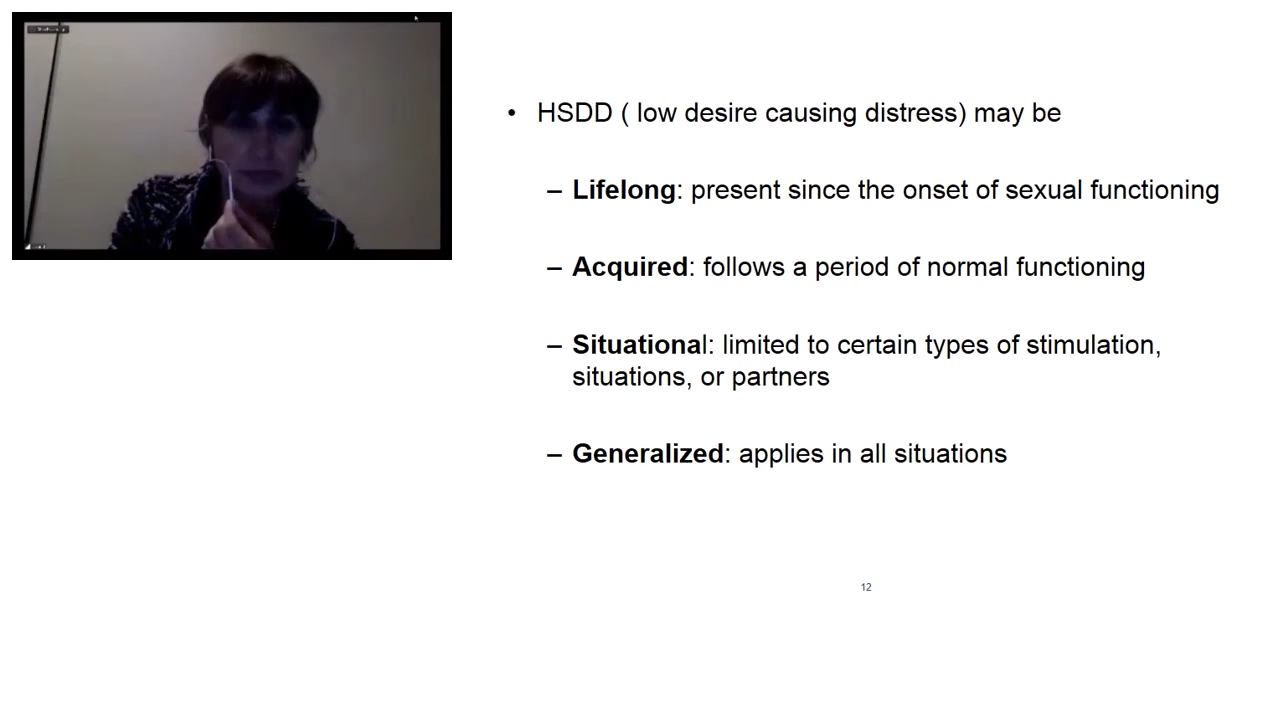 • HSDD ( low desire causing distress) may be
– Lifelong: present since the onset of sexual functioning
– Acquired: follows a period of normal functioning
– Situational: limited to certain types of stimulation,
situations, or partners
– Generalized: applies in all situations
12